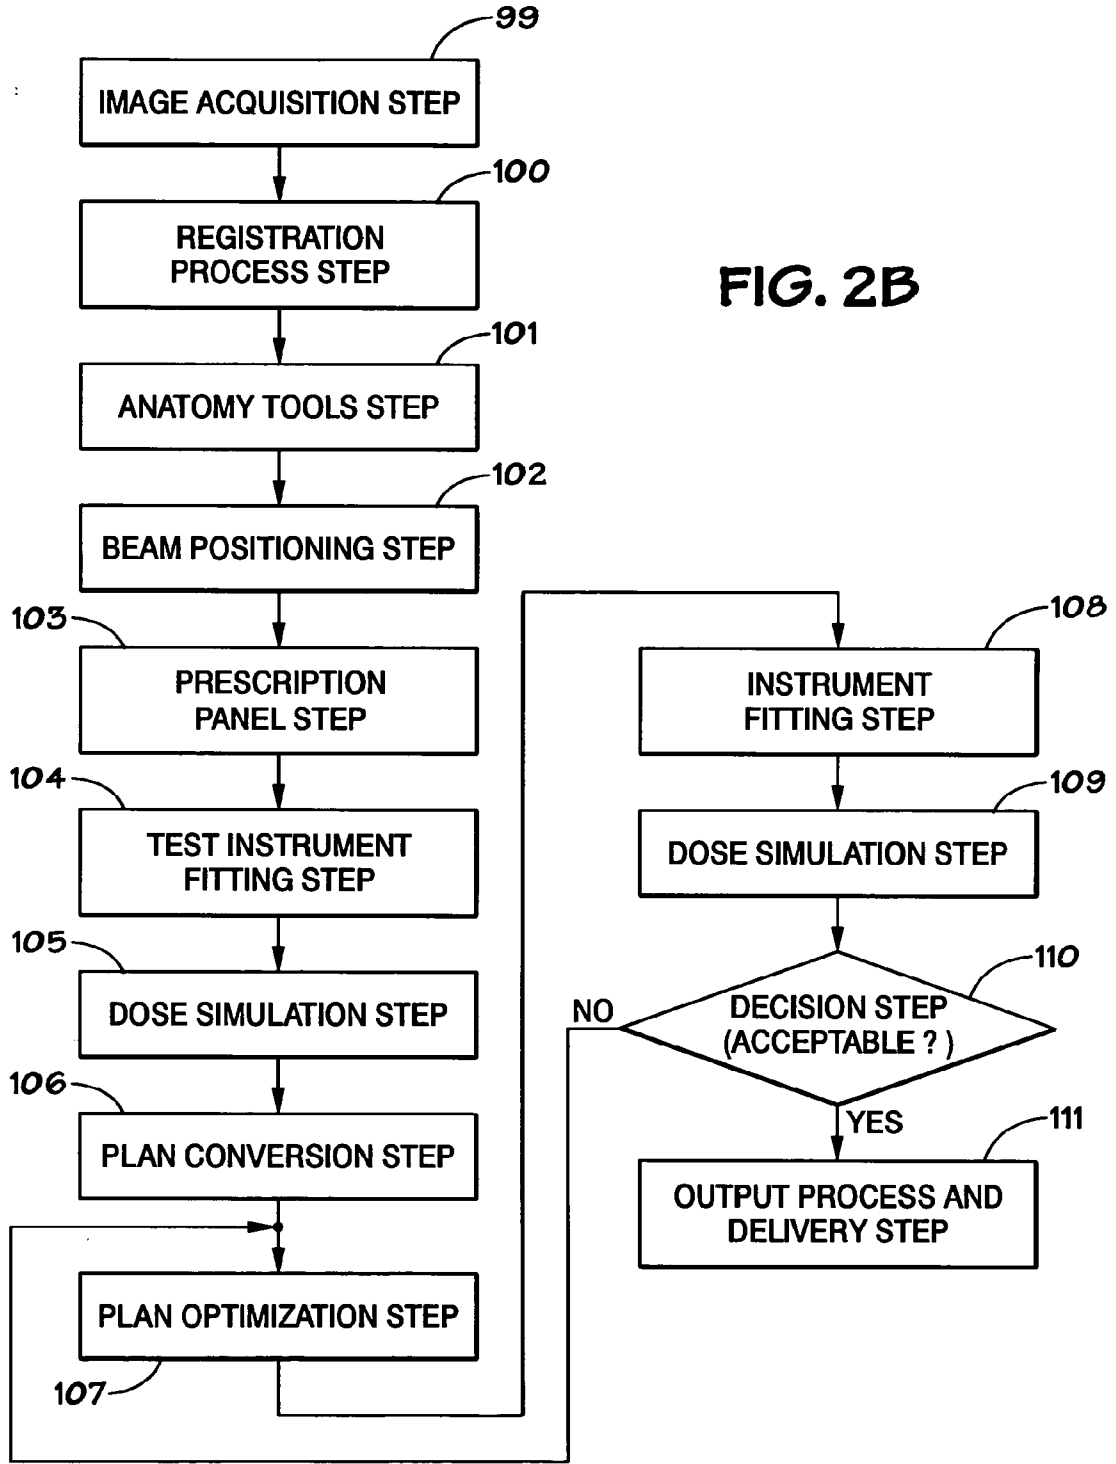 99
IMAGE ACQUISITION STEP
100
REGISTRATION
PROCESS STEP
FIG. 2B
101
ANATOMY TOOLS STEP
102
BEAM POSITIONING STEP
103
PRESCRIPTION
PANEL STEP
104
TEST INSTRUMENT
FITTING STEP
105
DOSE SIMULATION STEP
106
PLAN CONVERSION STEP
PLAN OPTIMIZATION STEP
107
108
INSTRUMENT
FITTING STEP
109
DOSE SIMULATION STEP
110
DECISION STEP
(ACCEPTABLE ? )
NO
YES
111
OUTPUT PROCESS AND
DELIVERY STEP